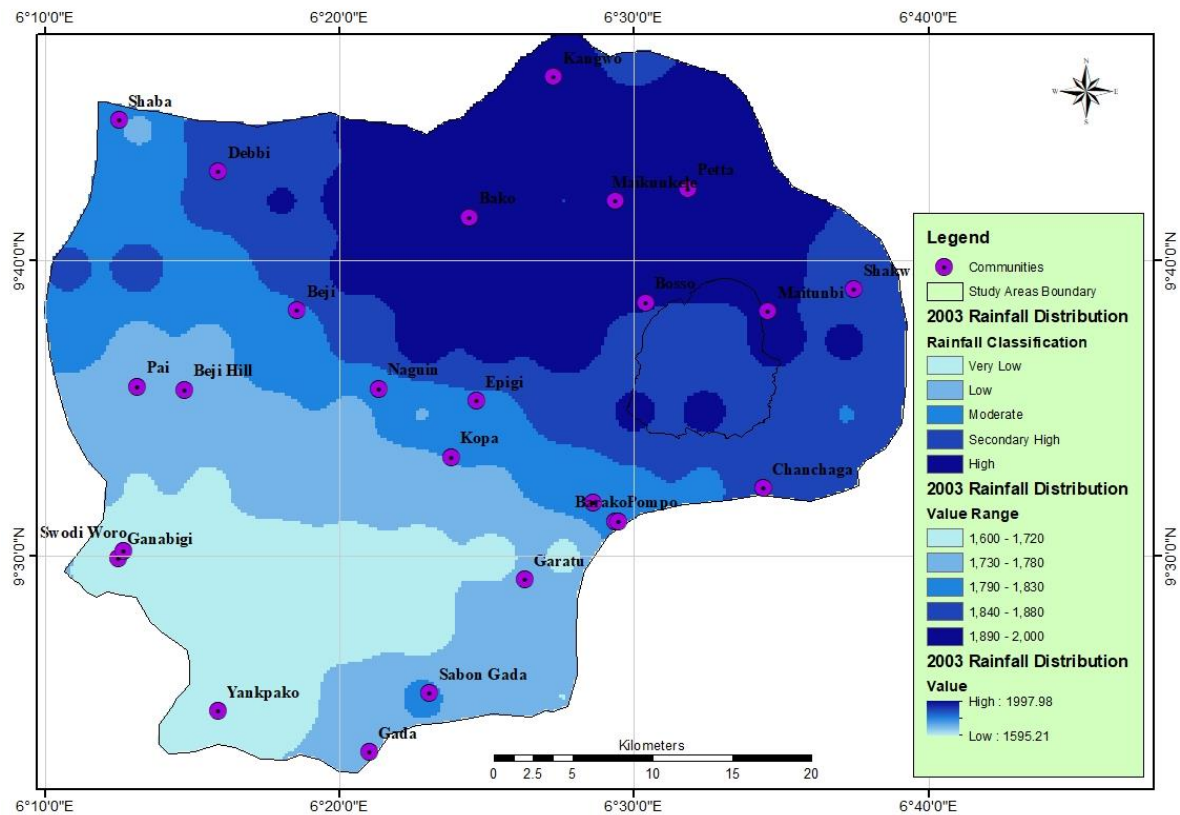 6°10'0"E 6°20'0"E 6°30'0"E 6°40'0"E
N
W E
S
Kangwo
Shaba
Debbi
Petta
Maikunkele
Bako
9°40'0"N 9°40'0"N
Shakw
Bosso
Maitunbi
Beji
Pai
Beji Hill
Naguin
Epigi
Kopa
Chanchaga
BarakoPompo
Swodi Woro
Ganabigi
9°30'0"N 9°30'0"N
Garatu
Sabon Gada
Yankpako
Gada
Legend
Communities
Study Areas Boundary
2003 Rainfall Distribution
Rainfall Classification
Very Low
Low
Moderate
Secondary High
High
2003 Rainfall Distribution
Value Range
1,600 - 1,720
1,730 - 1,780
1,790 - 1,830
1,840 - 1,880
1,890 - 2,000
2003 Rainfall Distribution
Value
High : 1997.98
Low : 1595.21
Kilometers
0 2.5 5 10 15 20
6°10'0"E 6°20'0"E 6°30'0"E 6°40'0"E